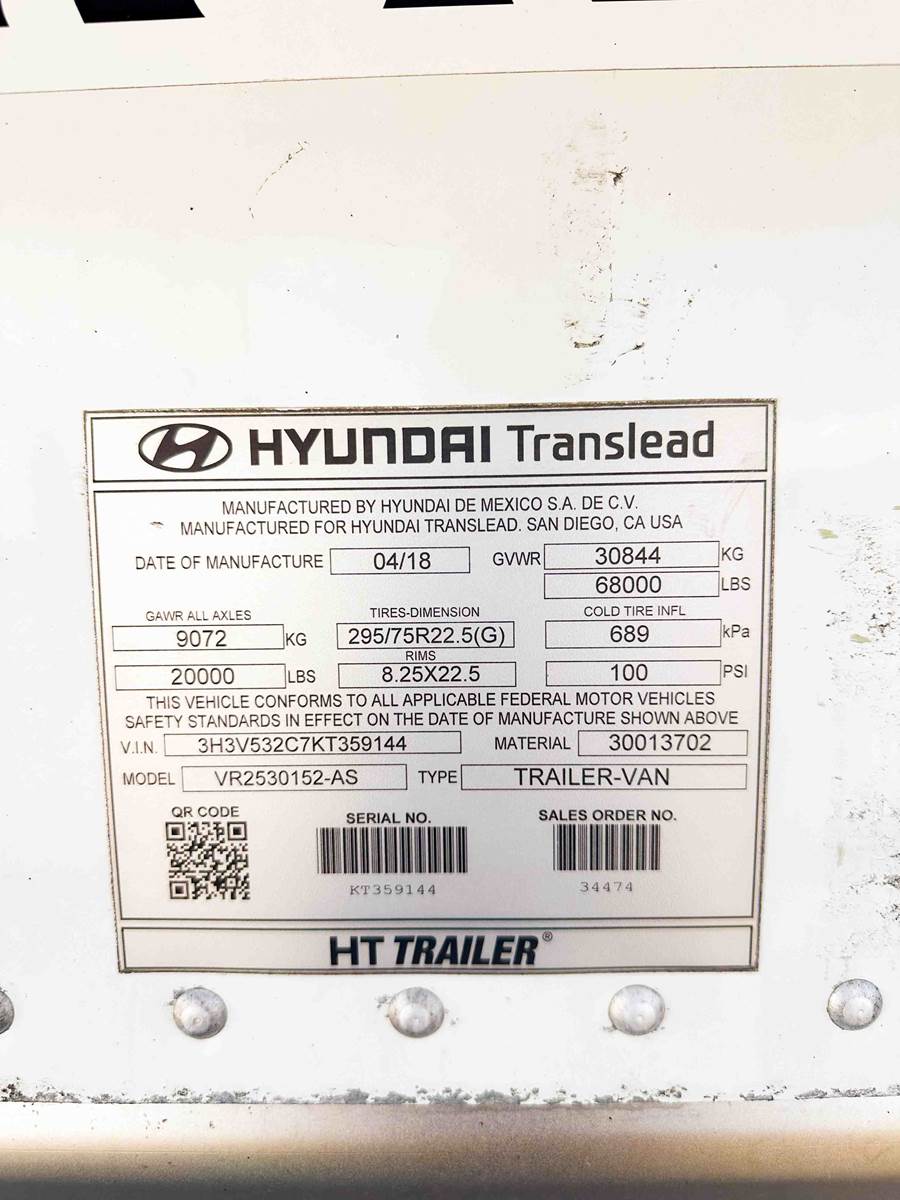 HYUNDAI Translead
MANUFACTURED BY HYUNDAI DE MEXICO S.A. DE C.V.
MANUFACTURED FOR HYUNDAI TRANSLEAD. SAN DIEGO, CA USA
DATE OF MANUFACTURE 04/18 GVWR 30844 KG
68000 LBS
GAWR ALL AXLES TIRES-DIMENSION COLD TIRE INFL
9072 KG 295/75R22.5(G) 689 kPa
RIMS
20000 LBS 8.25X22.5 100 PSI
THIS VEHICLE CONFORMS TO ALL APPLICABLE FEDERAL MOTOR VEHICLES
SAFETY STANDARDS IN EFFECT ON THE DATE OF MANUFACTURE SHOWN ABOVE
V.I.N. 3H3V532C7KT359144 MATERIAL 30013702
MODEL VR2530152-AS TYPE TRAILER-VAN
QR CODE SERIAL NO. SALES ORDER NO.
KT359144 34474
HT TRAILER®